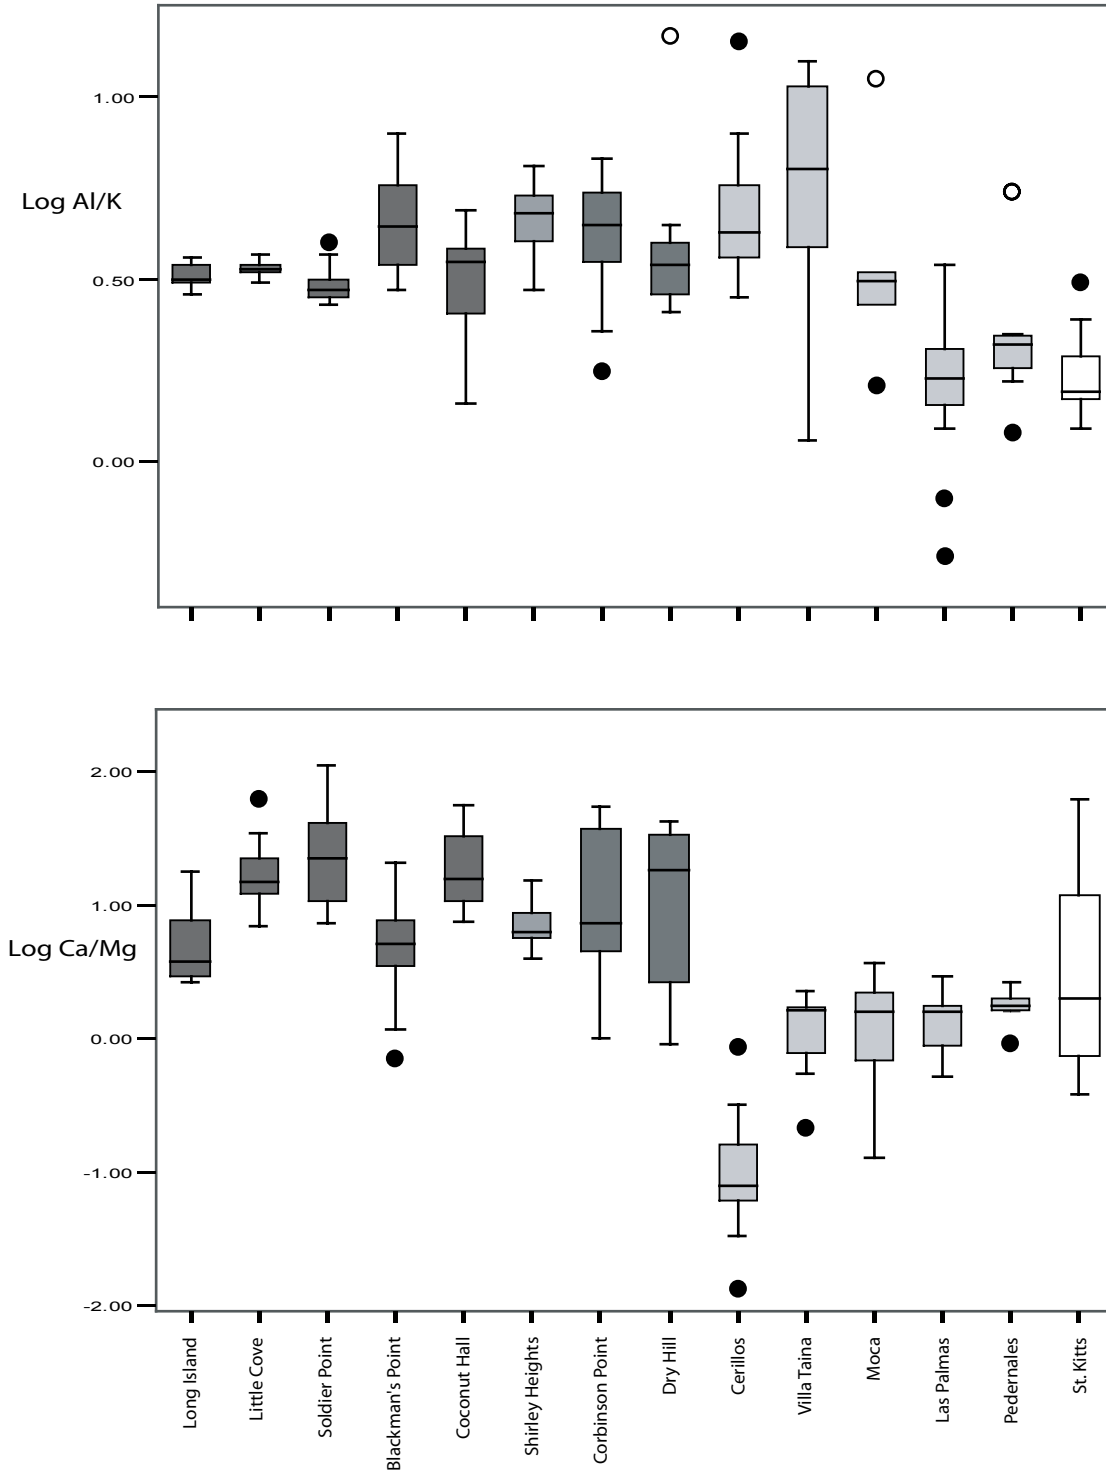 1.00
Log Al/K
0.50
0.00
2.00
1.00
Log Ca/Mg
0.00
-1.00
-2.00
Long Island
Little Cove
Soldier Point
Blackman's Point
Coconut Hall
Shirley Heights
Corbinson Point
Dry Hill
Cerillos
Villa Taina
Moca
Las Palmas
Pedernales
St. Kitts